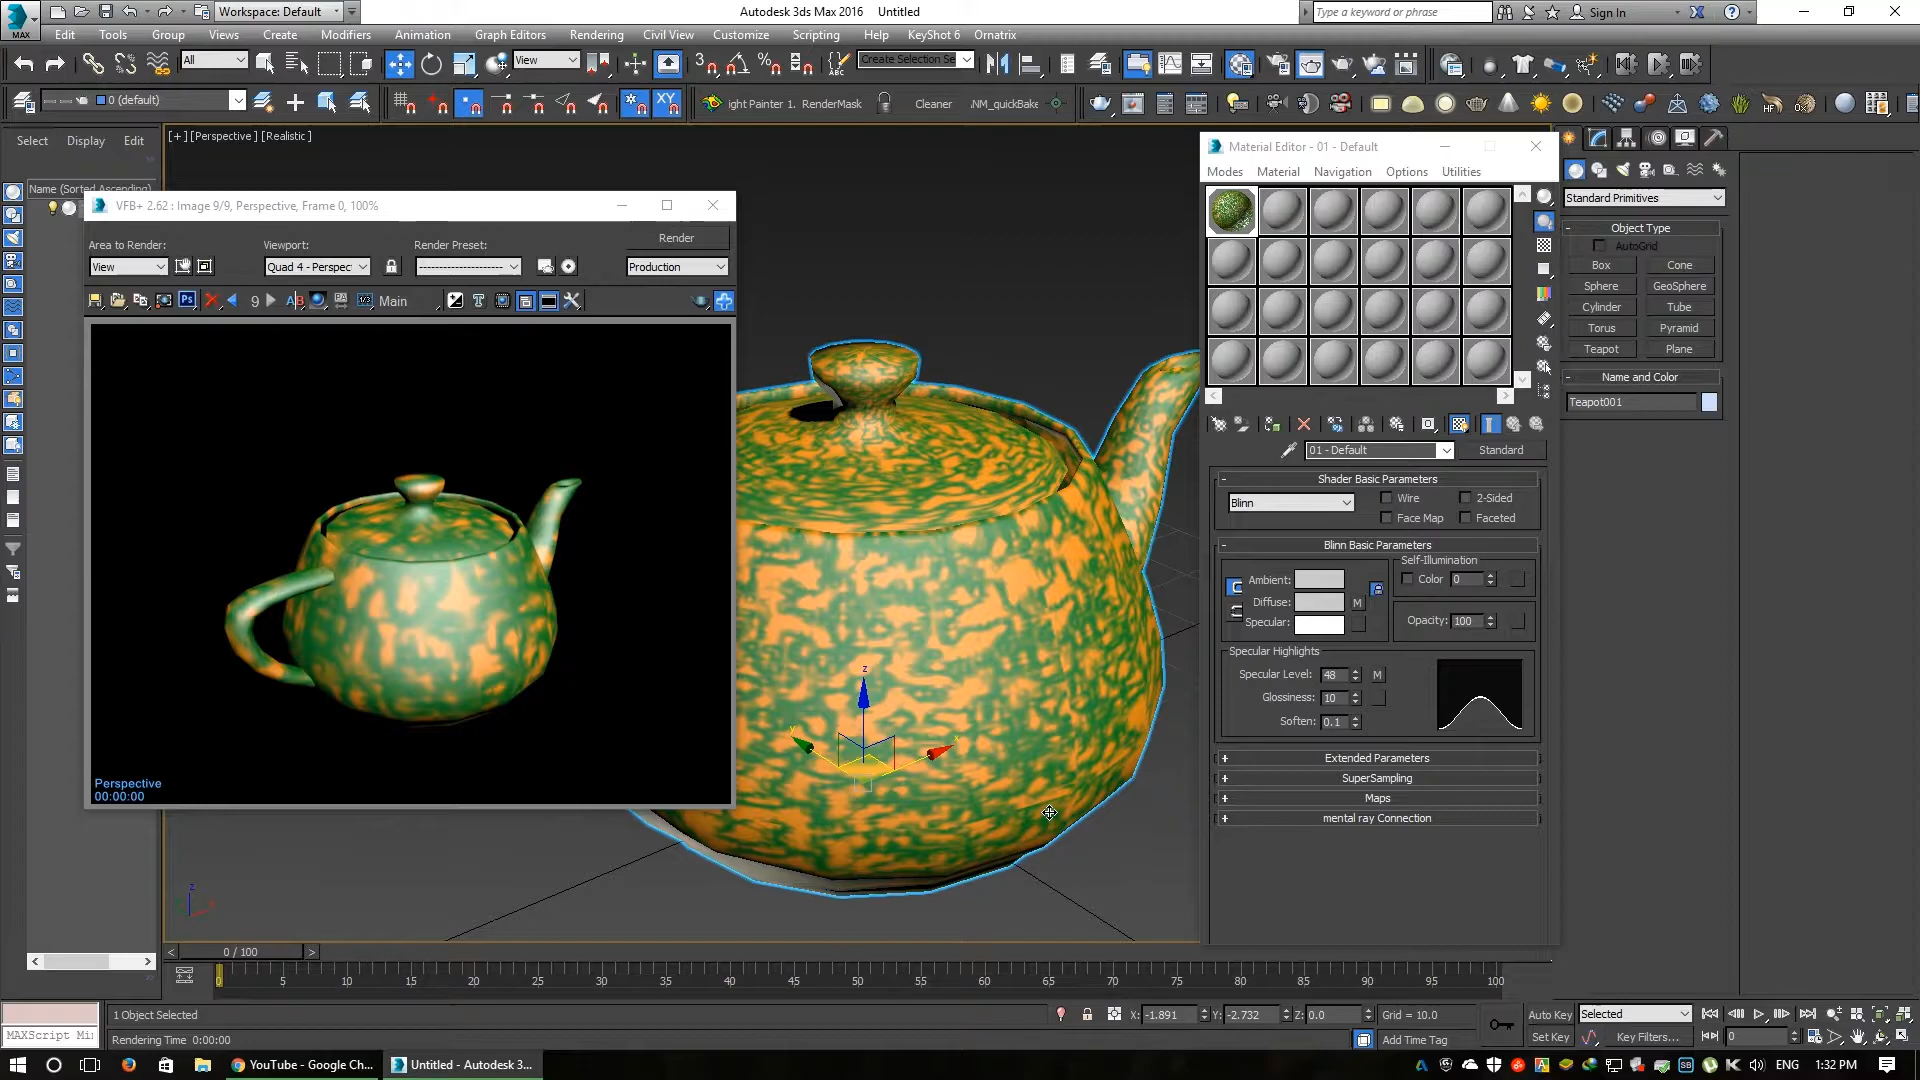 Workspace: Default
Autodesk 3ds Max 2016 Untitled
Type a keyword or phrase
Sign In
MAX
Edit Tools Group Views Create Modifiers Animation Graph Editors Rendering Civil View Customize Scripting Help KeyShot 6 Ornatrix
All
View
3
Create Selection Se
ABC
0 (default)
XY
ight Painter 1. RenderMask
Cleaner
.NM_quickBake
HF
Select Display Edit
Name (Sorted Ascending)
[+] [Perspective] [Realistic]
VFB+ 2.62 : Image 9/9, Perspective, Frame 0, 100%
Area to Render:
Viewport:
Render Preset:
Render
View
Quad 4 - Perspec
Production
Ps
9
Main
Perspective
00:00:00
z
y
x
Material Editor - 01 - Default
Modes Material Navigation Options Utilities
01 - Default
Standard
Shader Basic Parameters
Blinn
Wire
2-Sided
Face Map
Faceted
Blinn Basic Parameters
Self-Illumination
Ambient:
Color 0
Diffuse:
M
Specular:
Opacity: 100
Specular Highlights
Specular Level: 48 M
Glossiness: 10
Soften: 0.1
Extended Parameters
SuperSampling
Maps
mental ray Connection
Standard Primitives
Object Type
AutoGrid
Box Cone
Sphere GeoSphere
Cylinder Tube
Torus Pyramid
Teapot Plane
Name and Color
Teapot001
0 / 100
0 5 10 15 20 25 30 35 40 45 50 55 60 65 70 75 80 85 90 95 100
1 Object Selected
X: -1.891 Y: -2.732 Z: 0.0 Grid = 10.0
Auto Key
Selected
MAXScript Mi
Rendering Time 0:00:00
Add Time Tag
Set Key
Key Filters...
0
YouTube - Google Ch...
Untitled - Autodesk 3...
ENG
1:32 PM